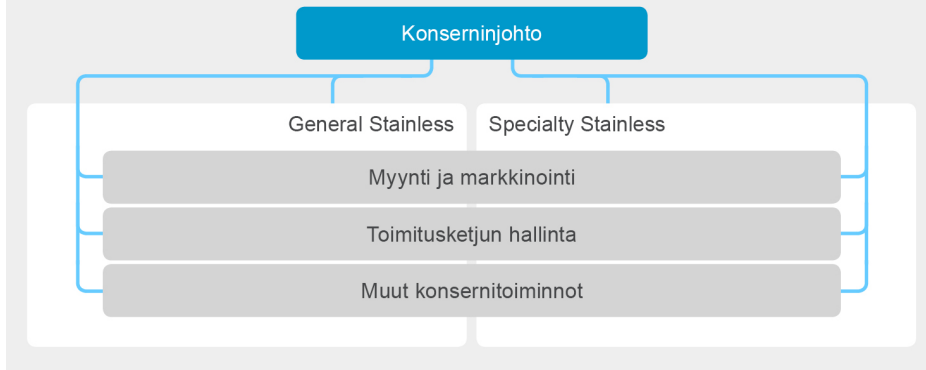 Konserninjohto
General Stainless
Specialty Stainless
Myynti ja markkinointi
Toimitusketjun hallinta
Muut konsernitoiminnot